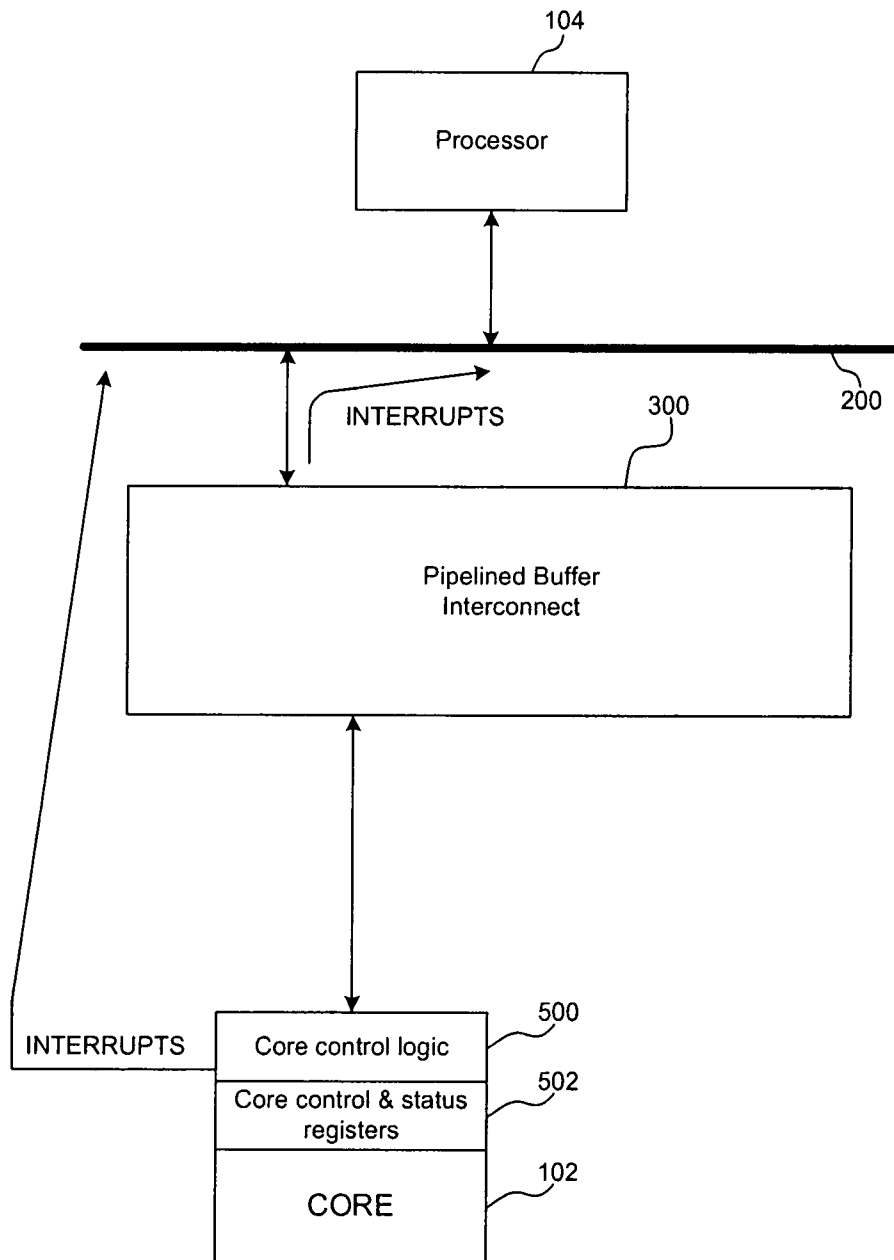 104
Processor
200
INTERRUPTS
300
Pipelined Buffer
Interconnect
500
INTERRUPTS
Core control logic
502
Core control & status
registers
102
CORE